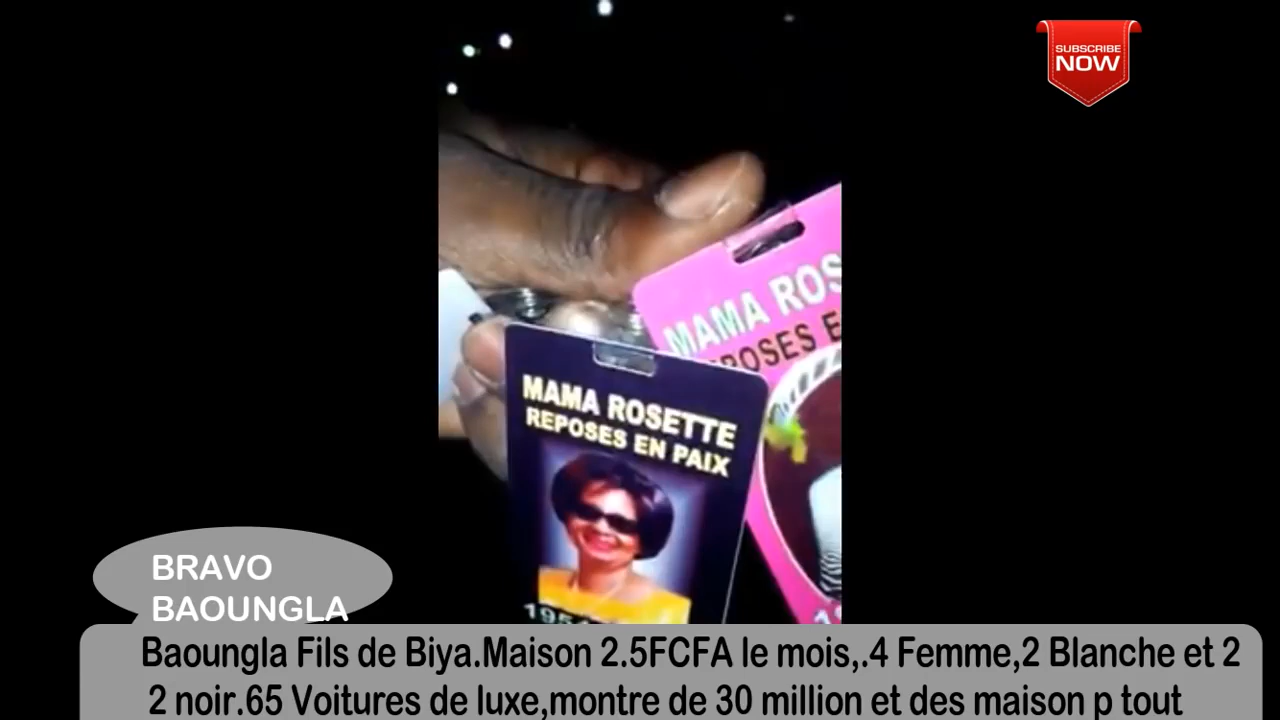 SUBSCRIBE
NOW
MAMA ROS
POSES E
MAMA ROSETTE
REPOSES EN PAIX
BRAVO
BAOUNGLA
Baoungla Fils de Biya.Maison 2.5FCFA le mois,.4 Femme,2 Blanche et 2
2 noir.65 Voitures de luxe,montre de 30 million et des maison p tout